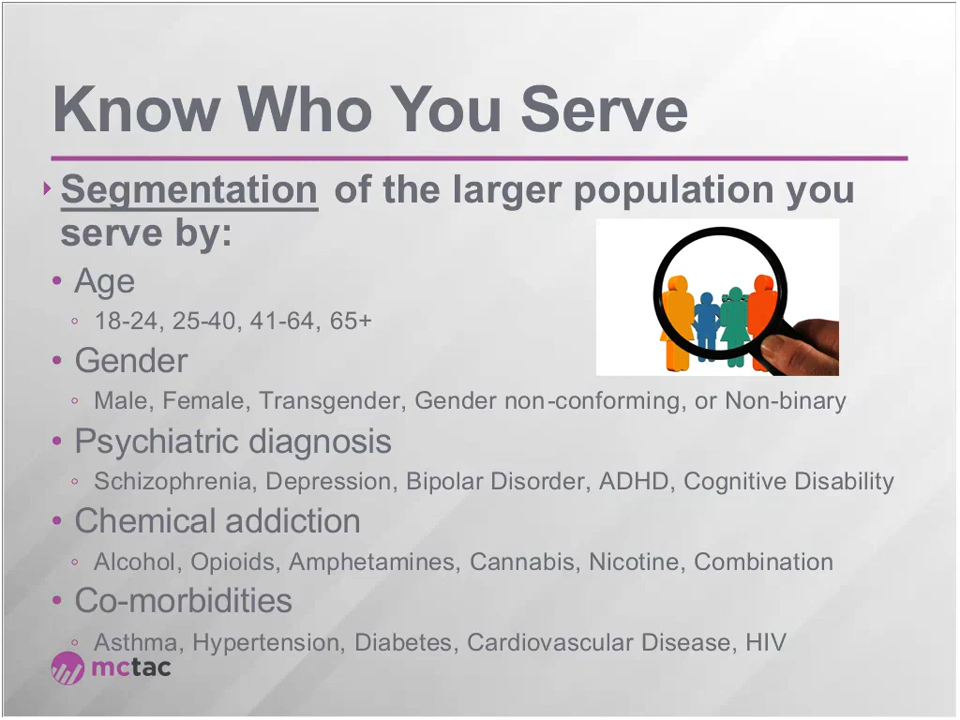 Know Who You Serve
Segmentation of the larger population you
serve by:
• Age
◦ 18-24, 25-40, 41-64, 65+
• Gender
◦ Male, Female, Transgender, Gender non-conforming, or Non-binary
• Psychiatric diagnosis
◦ Schizophrenia, Depression, Bipolar Disorder, ADHD, Cognitive Disability
• Chemical addiction
◦ Alcohol, Opioids, Amphetamines, Cannabis, Nicotine, Combination
• Co-morbidities
◦ Asthma, Hypertension, Diabetes, Cardiovascular Disease, HIV
mctac